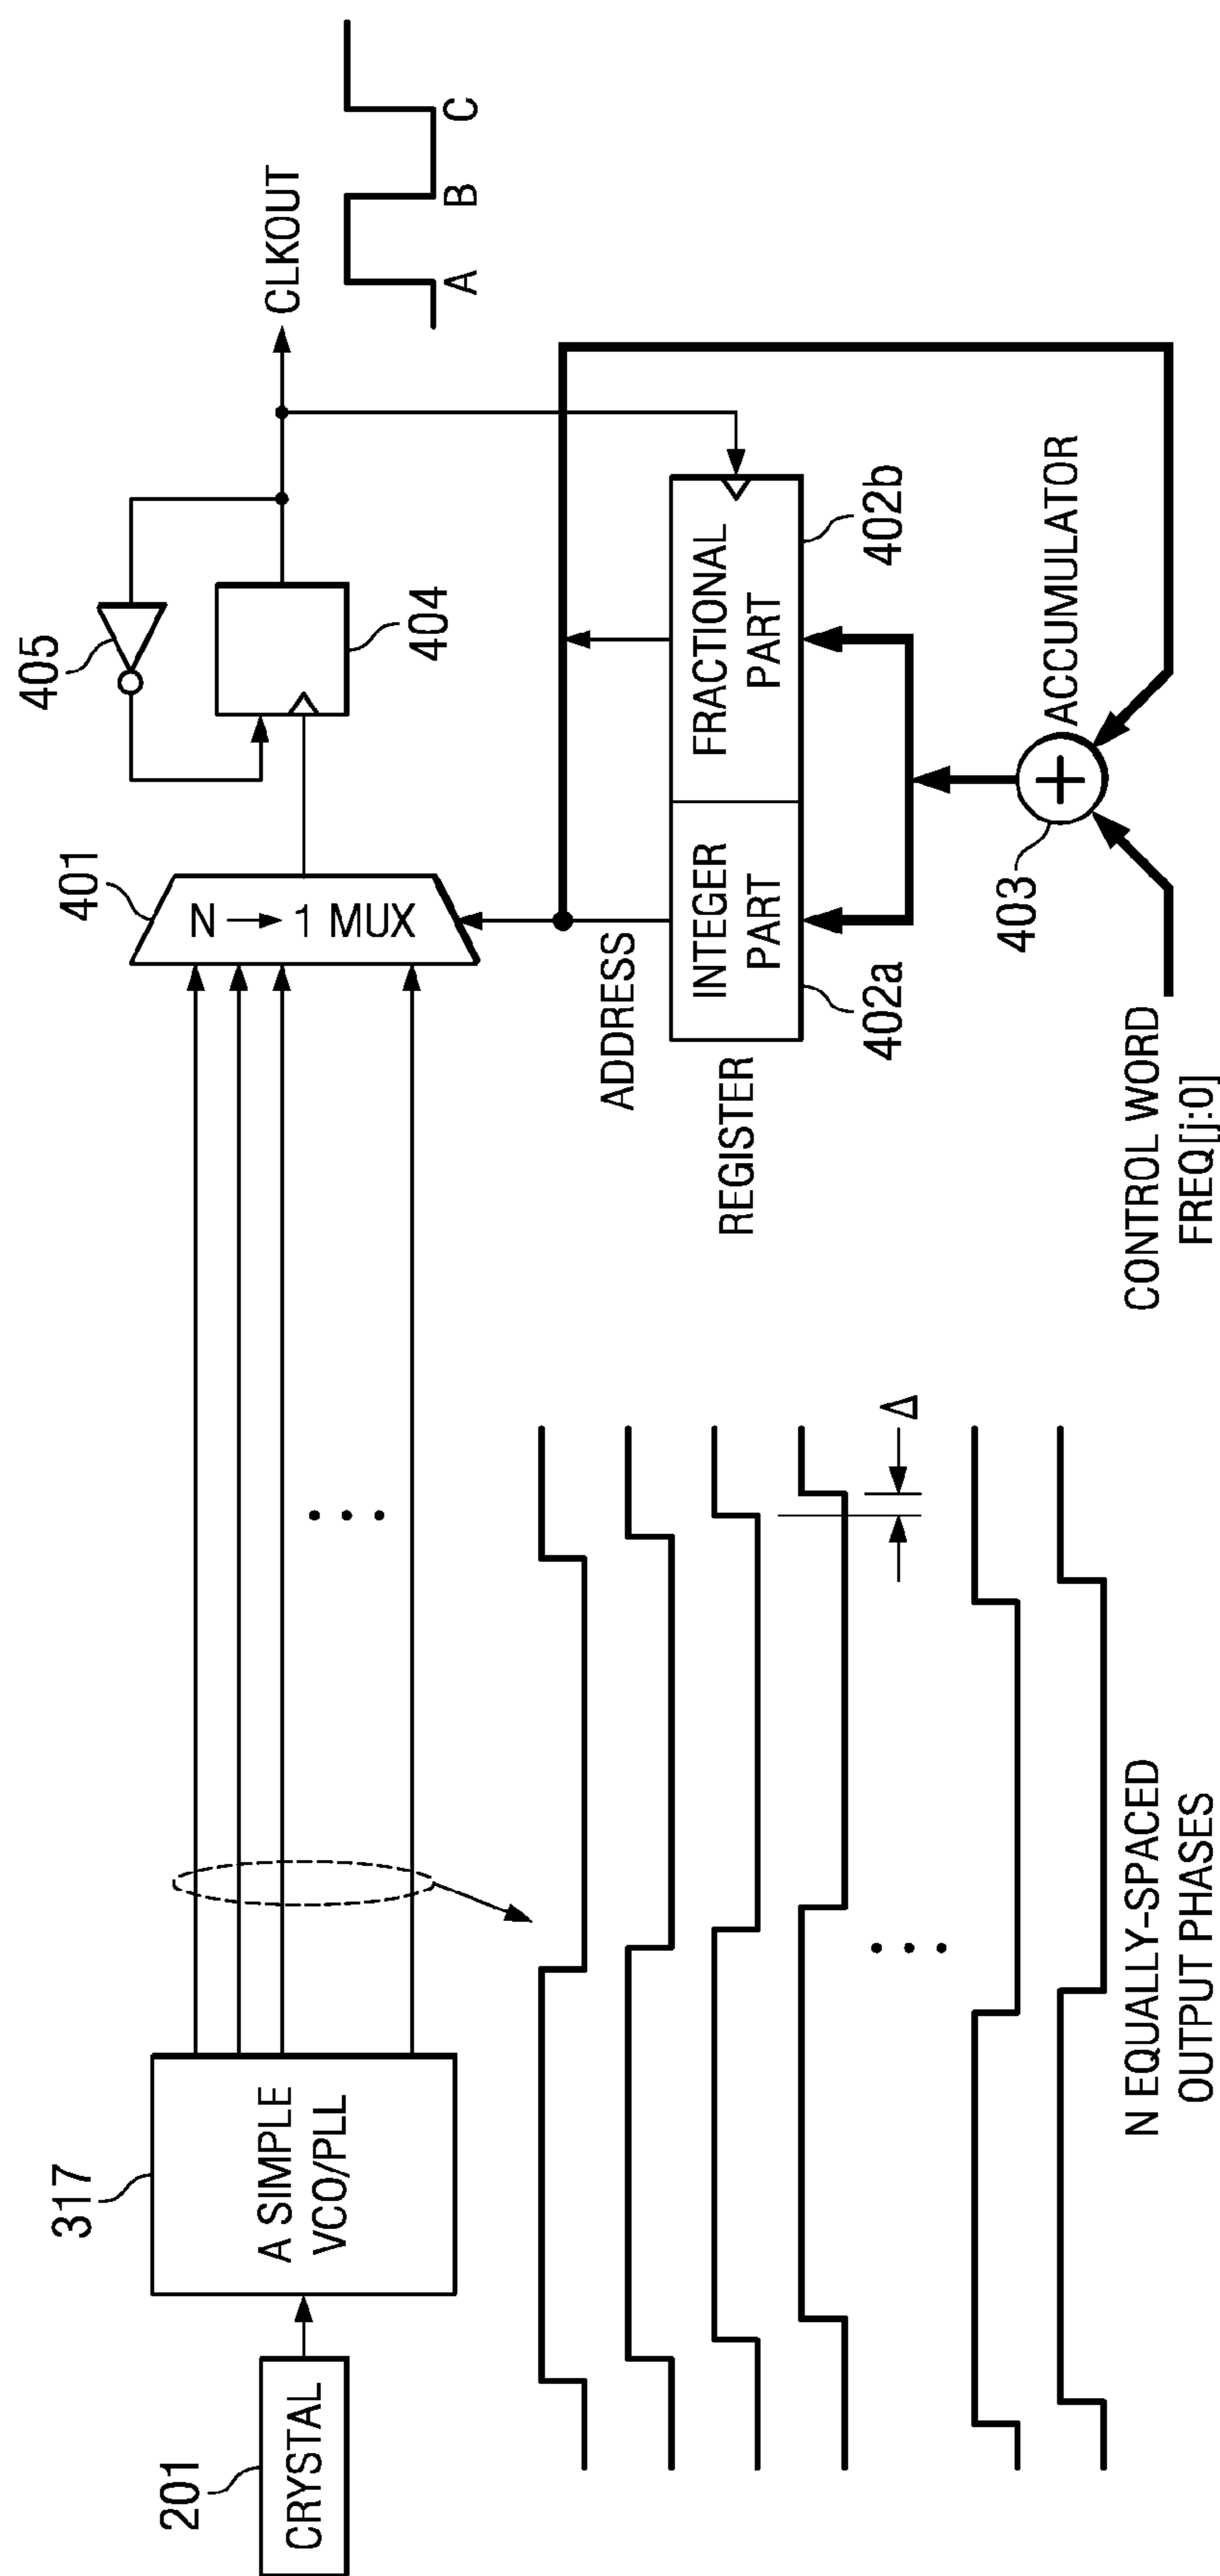 201
CRYSTAL
317
A SIMPLE
VCO/PLL
401
N → 1 MUX
405
404
CLKOUT
A
B
C
ADDRESS
REGISTER
INTEGER
PART
FRACTIONAL
PART
402a
402b
403
+
ACCUMULATOR
CONTROL WORD
FREQ[j:0]
Δ
N EQUALLY-SPACED
OUTPUT PHASES